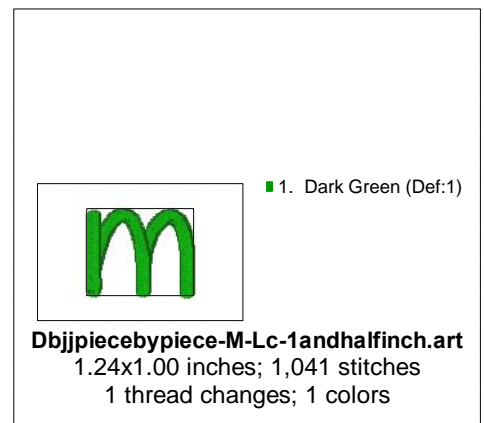 1. Dark Green (Def:1)
m
Dbjjpiecebypiece-M-Lc-1andhalfinch.art
1.24x1.00 inches; 1,041 stitches
1 thread changes; 1 colors